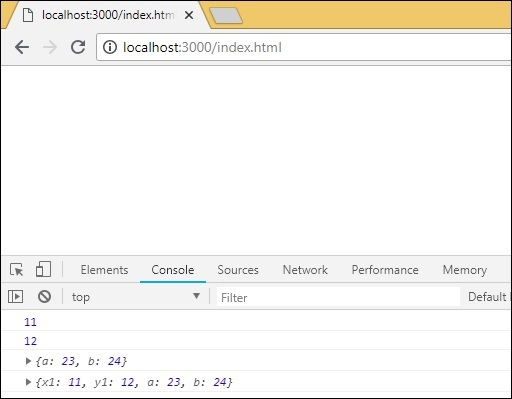 localhost:3000/index.htm
localhost:3000/index.html
Elements Console Sources Network Performance Memory
top Filter Default
11
12
{a: 23, b: 24}
{x1: 11, y1: 12, a: 23, b: 24}